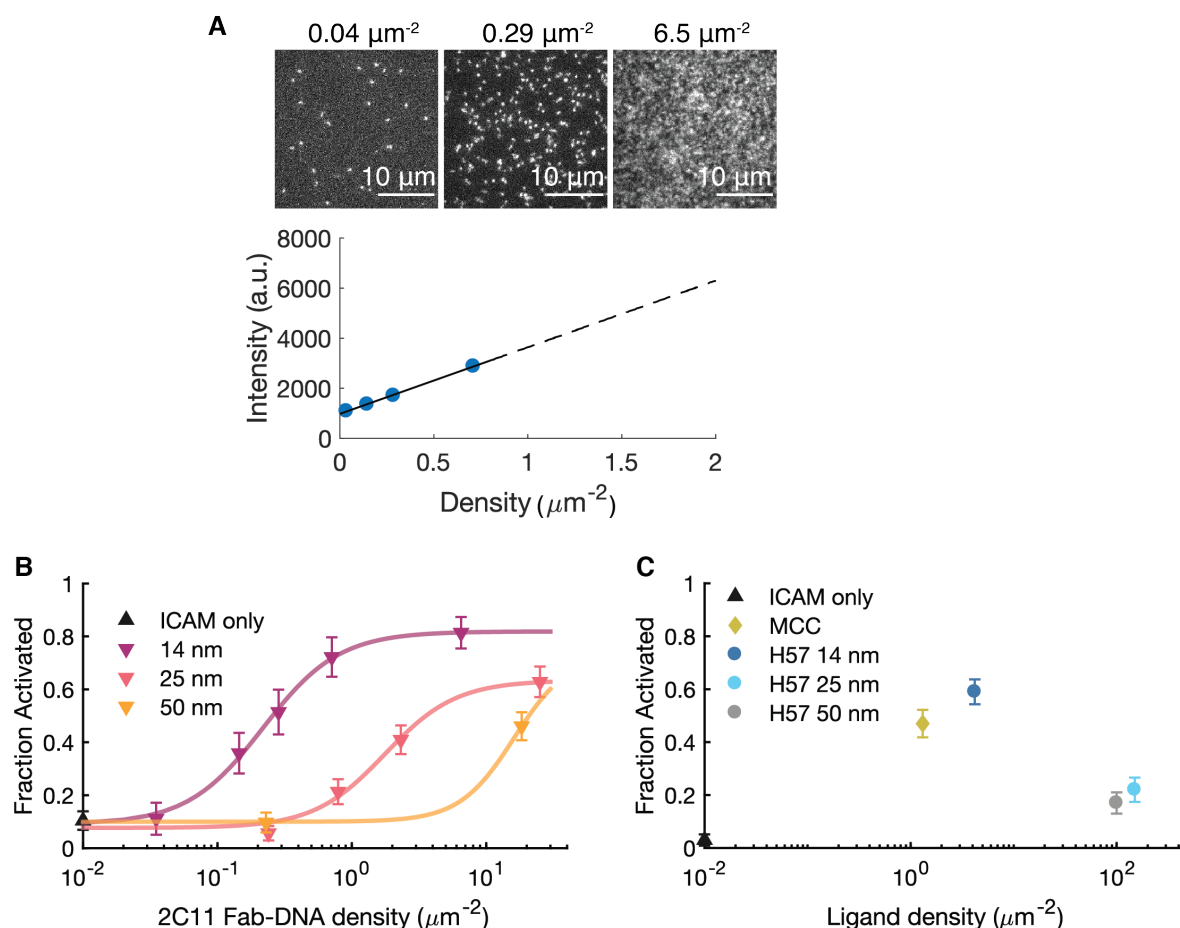 A
0.04 μm-2
0.29 μm-2
6.5 μm-2
10 μm
10 μm
10 μm
8000
6000
4000
2000
0
Intensity (a.u.)
0
0.5
1
1.5
2
Density (μm-2)
B
1
0.8
0.6
0.4
0.2
0
Fraction Activated
ICAM only
14 nm
25 nm
50 nm
10-2
10-1
100
101
2C11 Fab-DNA density (μm-2)
C
1
0.8
0.6
0.4
0.2
0
Fraction Activated
ICAM only
MCC
H57 14 nm
H57 25 nm
H57 50 nm
10-2
100
102
Ligand density (μm-2)